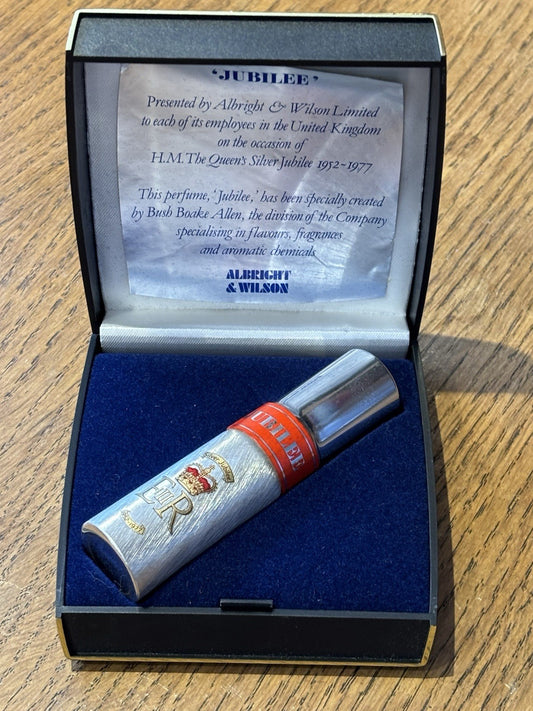 'JUBILEE'
Presented by Albright & Wilson Limited
to each of its employees in the United Kingdom
on the occasion of
H.M. The Queen's Silver Jubilee 1952~1977
This perfume, 'Jubilee,' has been specially created
by Bush Boake Allen, the division of the Company
specialising in flavours, fragrances
and aromatic chemicals
ALBRIGHT
& WILSON
UBILEE
EIIR